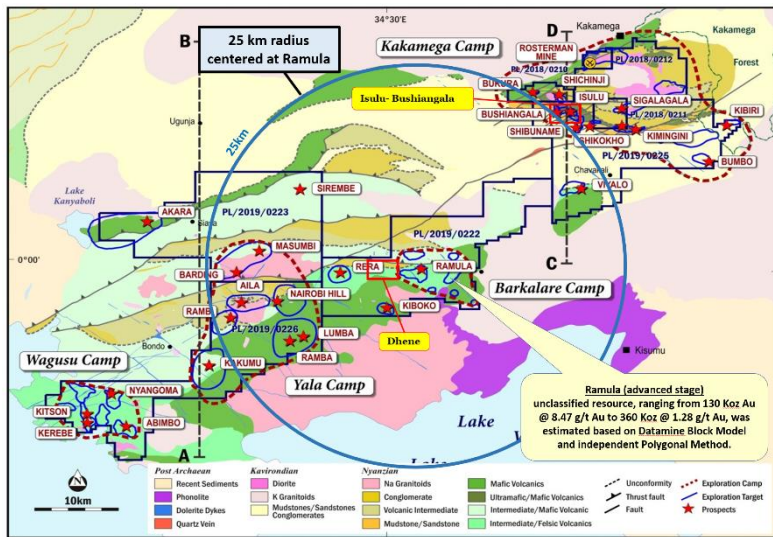 34°30'
B
D
Kakamega
25 km radius
centered at Ramula
Kakamega Camp
ROSTERMAN
MINE
PL/2018/0210
PL/2018/0212
Kakamega
Forest
BUKURA
SHICHINJI
ISULU
SIGALAGALA
Isulu- Bushiangala
BUSHIANGALA
PL/2018/0211
KIBIRI
SHIBUNAME
SHIKOKHO
KIMINGINI
Ugunja
25km
PL/2019/0225
BUMBO
Chavakali
VIYALO
Lake
Kanyaboli
SIREMBE
AKARA
PL/2019/0223
Siaya
PL/2019/0222
MASUMBI
C
0°00'
BARDING
RERA
RAMULA
AILA
NAIROBI HILL
Barkalare Camp
KIBOKO
PL/2019/0226
LUMBA
Dhene
Kisumu
Bondo
RAMBA
Wagusu Camp
KAKUMU
Yala Camp
NYANGOMA
KITSON
ABIMBO
KEREBE
A
Lake
Ramula (advanced stage)
unclassified resource, ranging from 130 Koz Au
@ 8.47 g/t Au to 360 Koz @ 1.28 g/t Au, was
estimated based on Datamine Block Model
and independent Polygonal Method.
10km
Post Archaean
Recent Sediments
Phonolite
Dolerite Dykes
Quartz Vein
Kavirondian
Diorite
K Granitoids
Mudstones/Sandstones
Conglomerates
Nyanzian
Na Granitoids
Conglomerate
Volcanic Intermediate
Mudstone/Sandstone
Mafic Volcanics
Ultramafic/Mafic Volcanics
Intermediate/Mafic Volcanics
Intermediate/Felsic Volcanics
Unconformity
Thrust fault
Fault
Exploration Camp
Exploration Target
Prospects